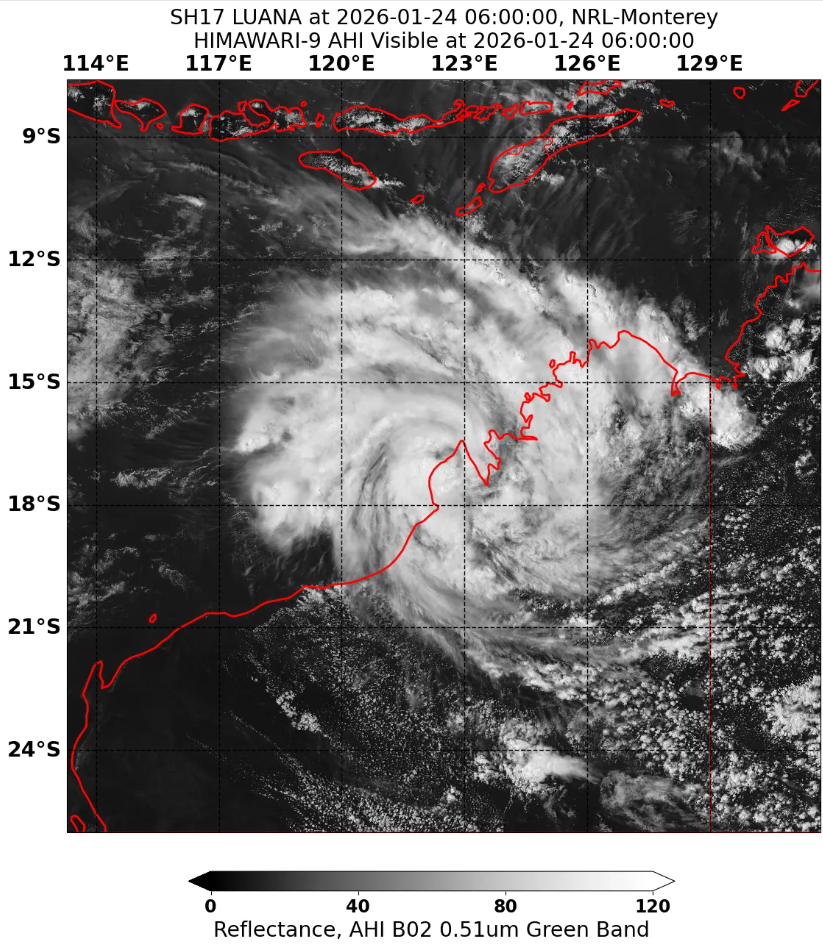 SH17 LUANA at 2026-01-24 06:00:00, NRL-Monterey
HIMAWARI-9 AHI Visible at 2026-01-24 06:00:00
114°E 117°E 120°E 123°E 126°E 129°E
9°S
12°S
15°S
18°S
21°S
24°S
0 40 80 120
Reflectance, AHI B02 0.51um Green Band